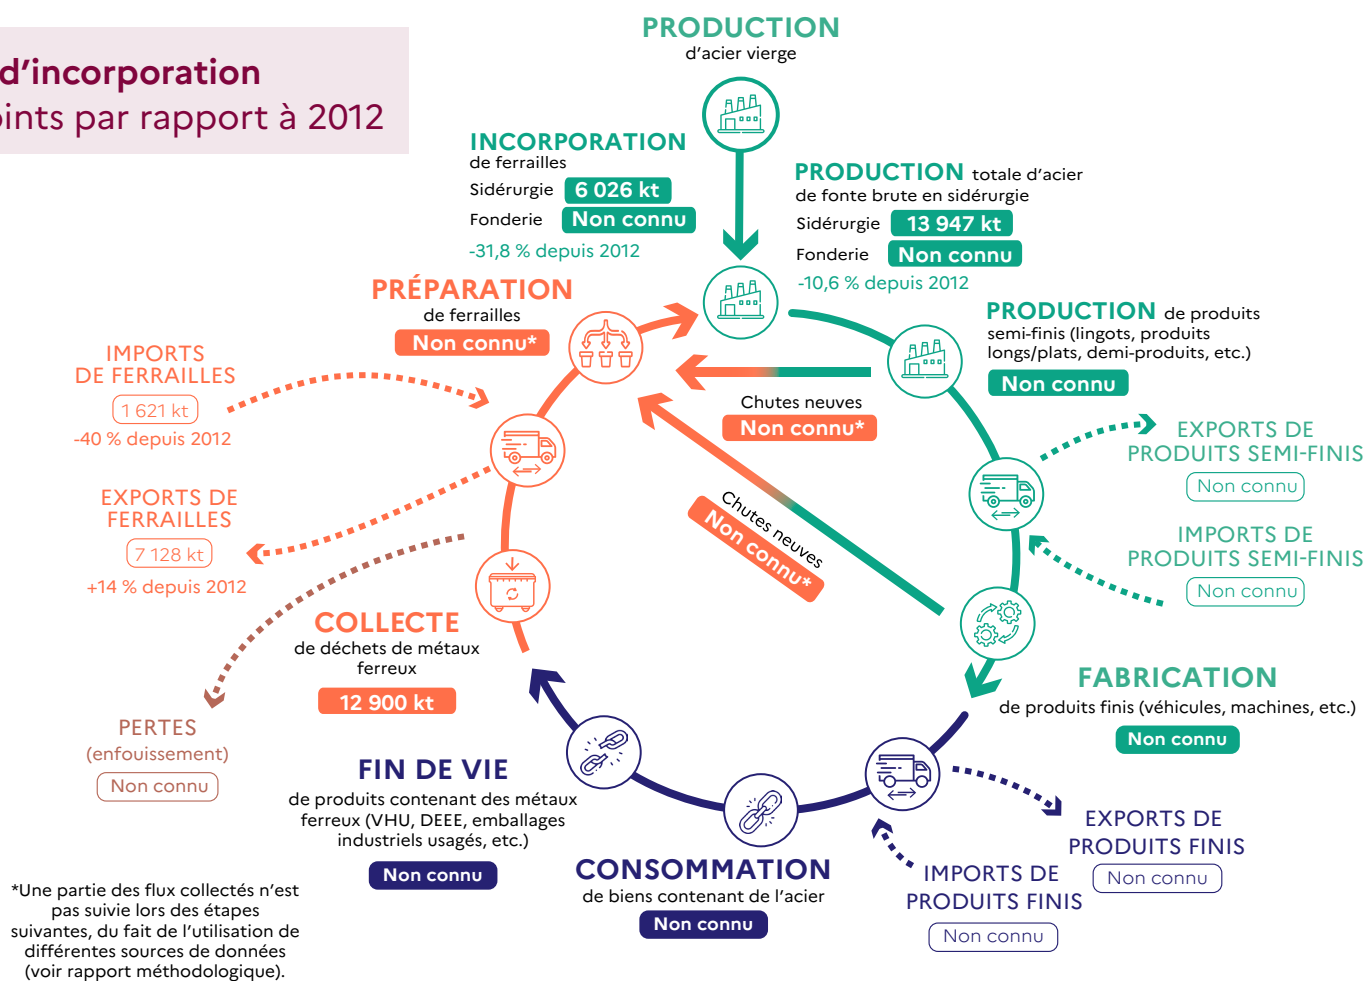 d’incorporation
oints par rapport à 2012
PRODUCTION
d’acier vierge
INCORPORATION
de ferrailles
Sidérurgie 6 026 kt
Fonderie Non connu
-31,8 % depuis 2012
PRODUCTION totale d’acier
de fonte brute en sidérurgie
Sidérurgie 13 947 kt
Fonderie Non connu
-10,6 % depuis 2012
PRÉPARATION
de ferrailles
Non connu*
PRODUCTION de produits
semi-finis (lingots, produits
longs/plats, demi-produits, etc.)
Non connu
IMPORTS
DE FERRAILLES
1 621 kt
-40 % depuis 2012
Chutes neuves
Non connu*
EXPORTS DE
PRODUITS SEMI-FINIS
Non connu
EXPORTS DE
FERRAILLES
7 128 kt
+14 % depuis 2012
Chutes neuves
Non connu*
IMPORTS DE
PRODUITS SEMI-FINIS
Non connu
COLLECTE
de déchets de métaux
ferreux
12 900 kt
FABRICATION
de produits finis (véhicules, machines, etc.)
Non connu
PERTES
(enfouissement)
Non connu
FIN DE VIE
de produits contenant des métaux
ferreux (VHU, DEEE, emballages
industriels usagés, etc.)
Non connu
CONSOMMATION
de biens contenant de l’acier
Non connu
EXPORTS DE
PRODUITS FINIS
Non connu
IMPORTS DE
PRODUITS FINIS
Non connu
*Une partie des flux collectés n’est
pas suivie lors des étapes
suivantes, du fait de l’utilisation de
différentes sources de données
(voir rapport méthodologique).